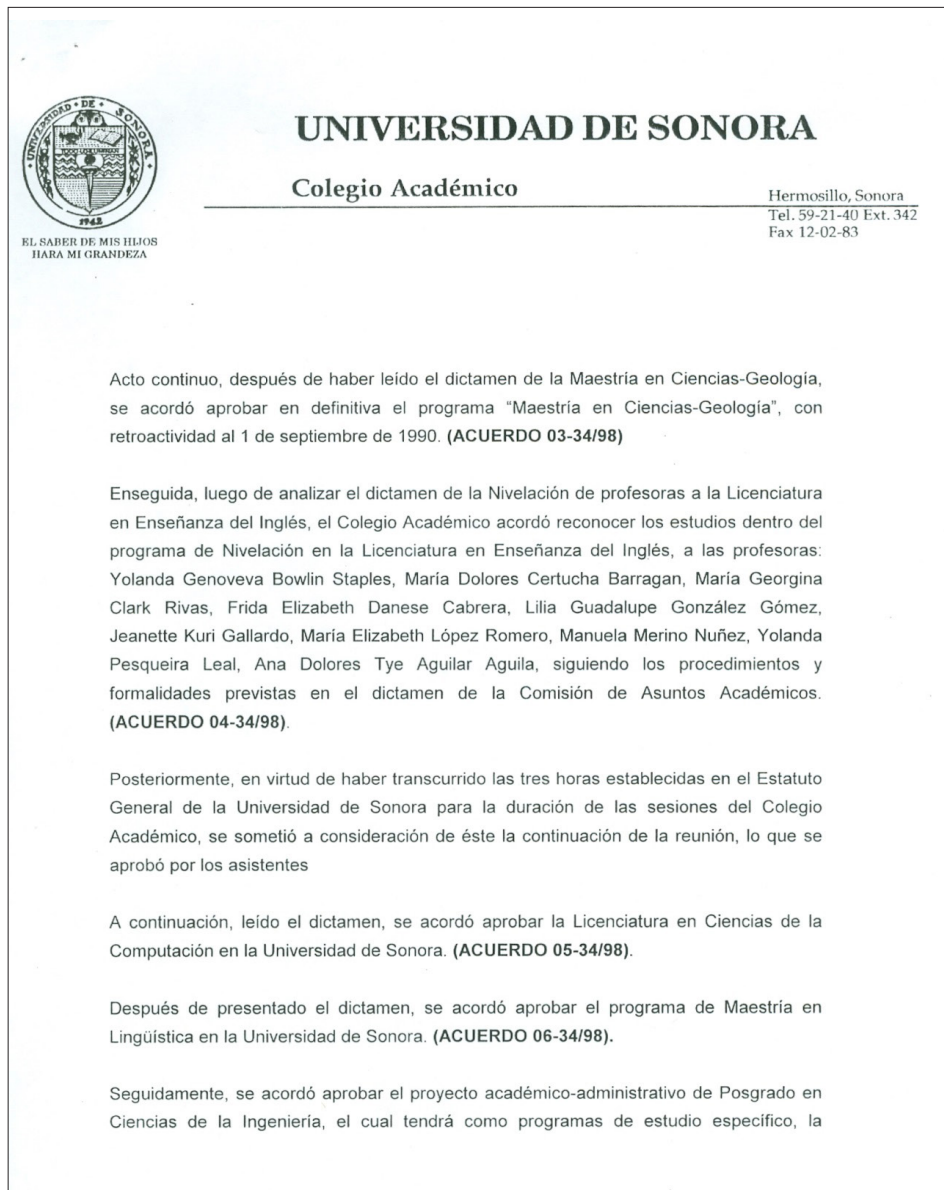 UNIVERSIDAD DE SONORA
Colegio Académico
Hermosillo, Sonora
Tel. 59-21-40 Ext. 342
Fax 12-02-83
UNIVERSIDAD • DE • SONORA
1942
EL SABER DE MIS HIJOS
HARA MI GRANDEZA
Acto continuo, después de haber leído el dictamen de la Maestría en Ciencias-Geología,
se acordó aprobar en definitiva el programa “Maestría en Ciencias-Geología”, con
retroactividad al 1 de septiembre de 1990. (ACUERDO 03-34/98)
Enseguida, luego de analizar el dictamen de la Nivelación de profesoras a la Licenciatura
en Enseñanza del Inglés, el Colegio Académico acordó reconocer los estudios dentro del
programa de Nivelación en la Licenciatura en Enseñanza del Inglés, a las profesoras:
Yolanda Genoveva Bowlin Staples, María Dolores Certucha Barragan, María Georgina
Clark Rivas, Frida Elizabeth Danese Cabrera, Lilia Guadalupe González Gómez,
Jeanette Kuri Gallardo, María Elizabeth López Romero, Manuela Merino Nuñez, Yolanda
Pesqueira Leal, Ana Dolores Tye Aguilar Aguila, siguiendo los procedimientos y
formalidades previstas en el dictamen de la Comisión de Asuntos Académicos.
(ACUERDO 04-34/98).
Posteriormente, en virtud de haber transcurrido las tres horas establecidas en el Estatuto
General de la Universidad de Sonora para la duración de las sesiones del Colegio
Académico, se sometió a consideración de éste la continuación de la reunión, lo que se
aprobó por los asistentes
A continuación, leído el dictamen, se acordó aprobar la Licenciatura en Ciencias de la
Computación en la Universidad de Sonora. (ACUERDO 05-34/98).
Después de presentado el dictamen, se acordó aprobar el programa de Maestría en
Lingüística en la Universidad de Sonora. (ACUERDO 06-34/98).
Seguidamente, se acordó aprobar el proyecto académico-administrativo de Posgrado en
Ciencias de la Ingeniería, el cual tendrá como programas de estudio específico, la